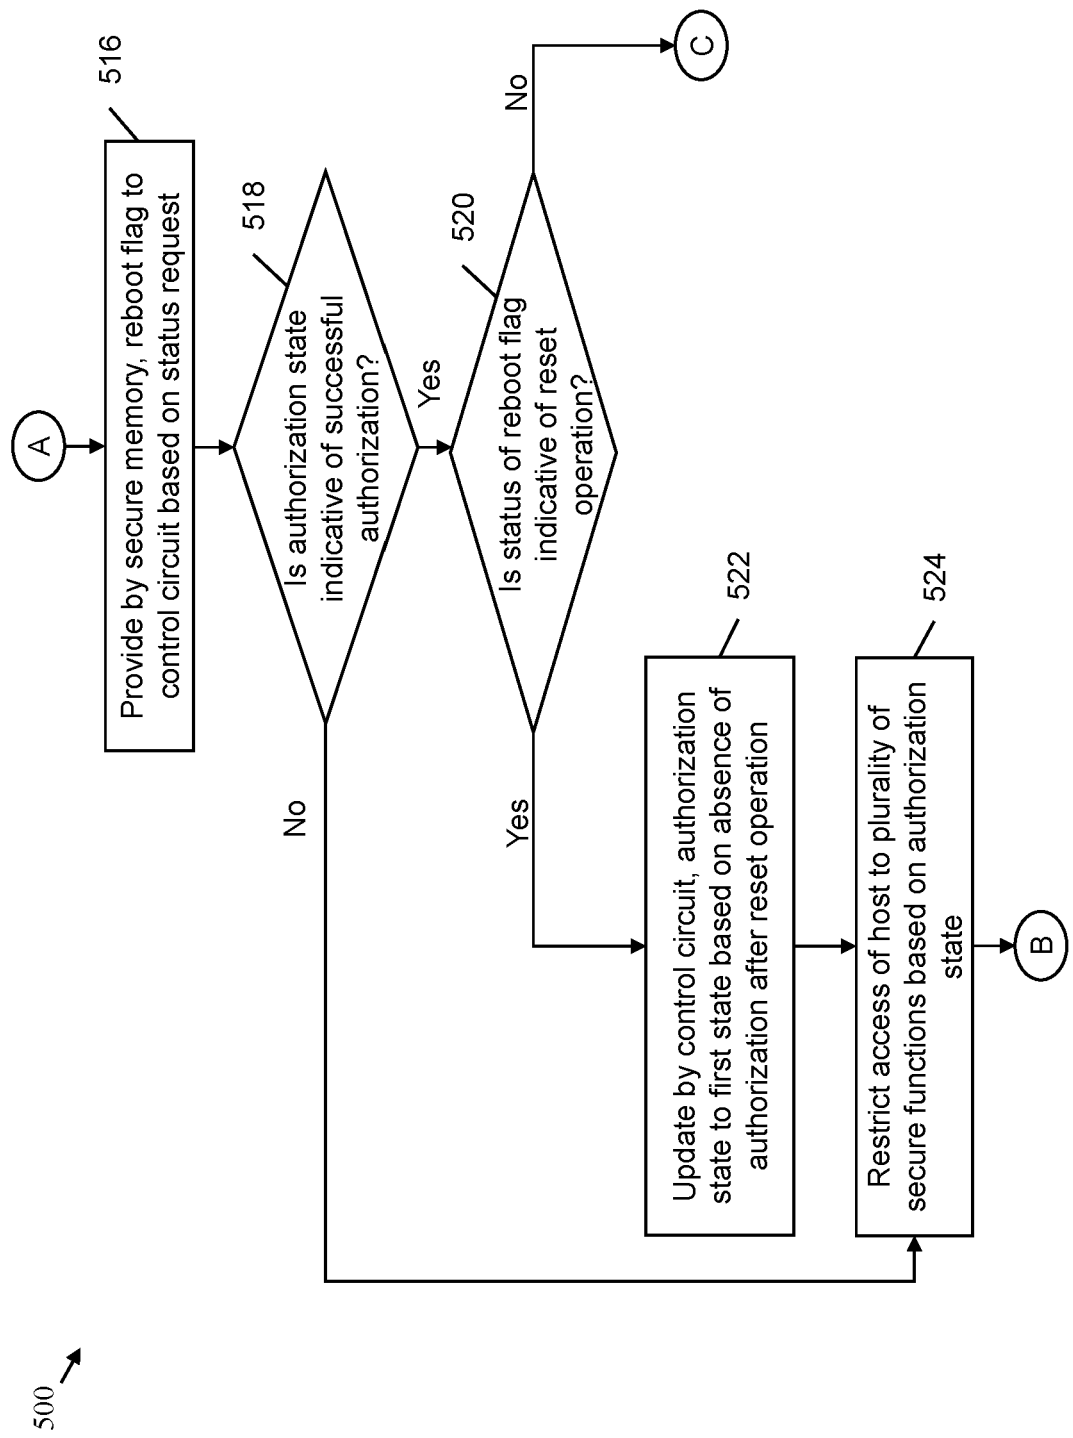 500
A
516
Provide by secure memory, reboot flag to
control circuit based on status request
518
Is authorization state
indicative of successful
authorization?
No
Yes
520
Is status of reboot flag
indicative of reset
operation?
Yes
No
C
522
Update by control circuit, authorization
state to first state based on absence of
authorization after reset operation
524
Restrict access of host to plurality of
secure functions based on authorization
state
B